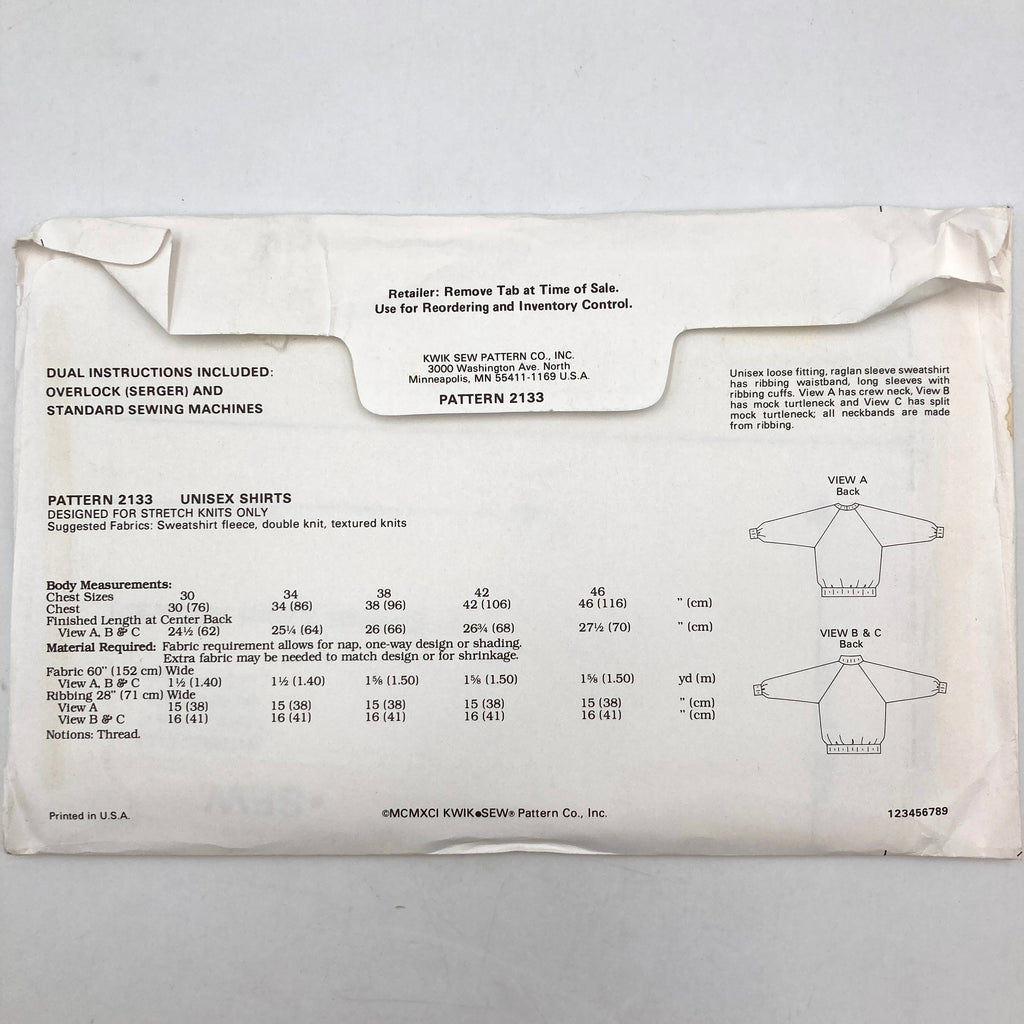 Retailer: Remove Tab at Time of Sale.
Use for Reordering and Inventory Control.
KWIK SEW PATTERN CO., INC.
3000 Washington Ave. North
Minneapolis, MN 55411-1169 U.S.A.
PATTERN 2133
DUAL INSTRUCTIONS INCLUDED:
OVERLOCK (SERGER) AND
STANDARD SEWING MACHINES
Unisex loose fitting, raglan sleeve sweatshirt
has ribbing waistband, long sleeves with
ribbing cuffs. View A has crew neck, View B
has mock turtleneck and View C has split
mock turtleneck; all neckbands are made
from ribbing.
PATTERN 2133 UNISEX SHIRTS
DESIGNED FOR STRETCH KNITS ONLY
Suggested Fabrics: Sweatshirt fleece, double knit, textured knits
VIEW A
Back
Body Measurements:
Chest Sizes 30 34 38 42 46
Chest 30 (76) 34 (86) 38 (96) 42 (106) 46 (116) " (cm)
Finished Length at Center Back
View A, B & C 24½ (62) 25¼ (64) 26 (66) 26¾ (68) 27½ (70) " (cm)
Material Required: Fabric requirement allows for nap, one-way design or shading.
Extra fabric may be needed to match design or for shrinkage.
Fabric 60" (152 cm) Wide
View A, B & C 1½ (1.40) 1½ (1.40) 1⅝ (1.50) 1⅝ (1.50) 1⅝ (1.50) yd (m)
Ribbing 28" (71 cm) Wide
View A 15 (38) 15 (38) 15 (38) 15 (38) 15 (38) " (cm)
View B & C 16 (41) 16 (41) 16 (41) 16 (41) 16 (41) " (cm)
Notions: Thread.
VIEW B & C
Back
Printed in U.S.A.
©MCMXCI KWIK●SEW® Pattern Co., Inc.
123456789